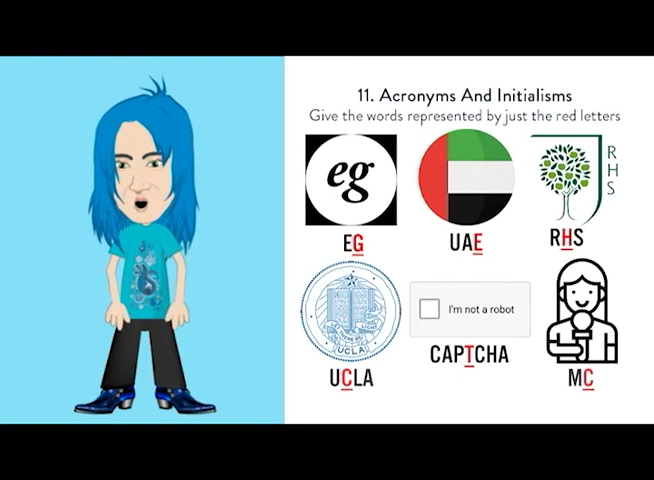 11. Acronyms And Initialisms
Give the words represented by just the red letters
eg
RHS
EG
UAE
RHS
UCLA
I'm not a robot
UCLA
CAPTCHA
MC